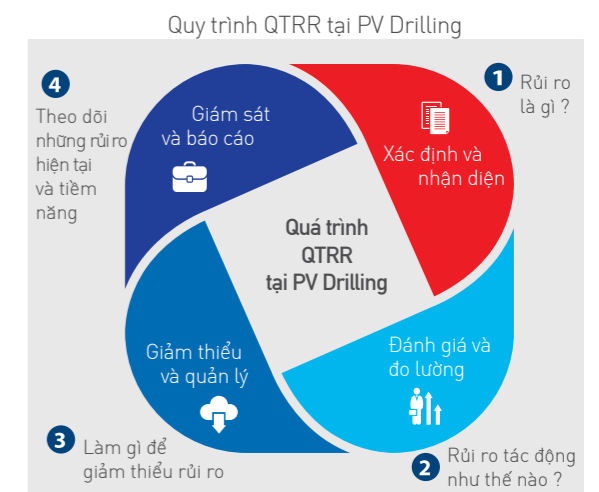 Quy trình QTRR tại PV Drilling
1
Rủi ro
là gì ?
Xác định và
nhận diện
2
Rủi ro tác động
như thế nào ?
Đánh giá và
đo lường
3
Làm gì để
giảm thiểu rủi ro
Giảm thiểu
và quản lý
4
Theo dõi
những rủi ro
hiện tại
và tiềm
năng
Giám sát
và báo cáo
Quá trình
QTRR
tại PV Drilling